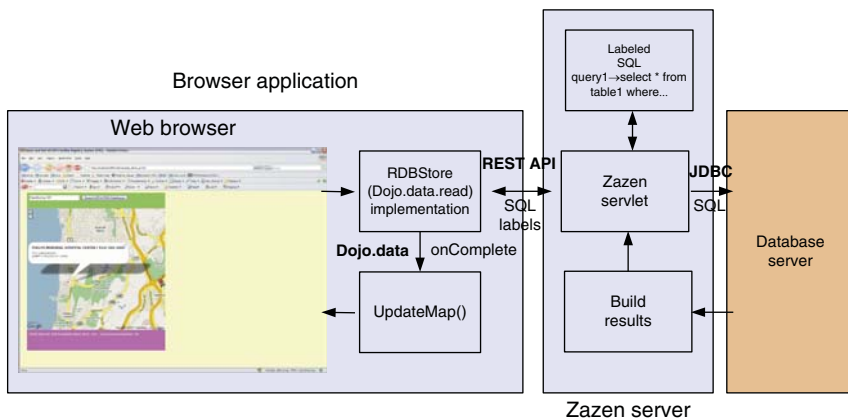 Browser application
Web browser
RDBStore
(Dojo.data.read)
implementation
Dojo.data
onComplete
UpdateMap()
REST API
SQL
labels
Labeled
SQL
query1→select * from
table1 where...
Zazen
servlet
Build
results
Zazen server
JDBC
SQL
Database
server